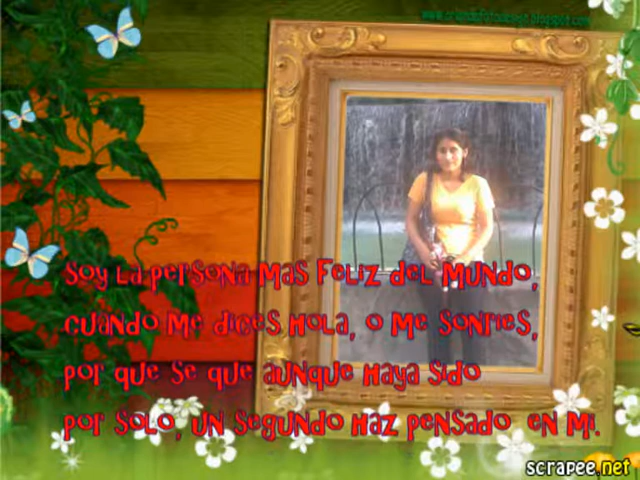 Soy la persona mas feliz del mundo,
cuando me dices hola, o me sonries,
por que se que aunque haya sido
por solo, un segundo haz pensado en mi.
scrapee.net